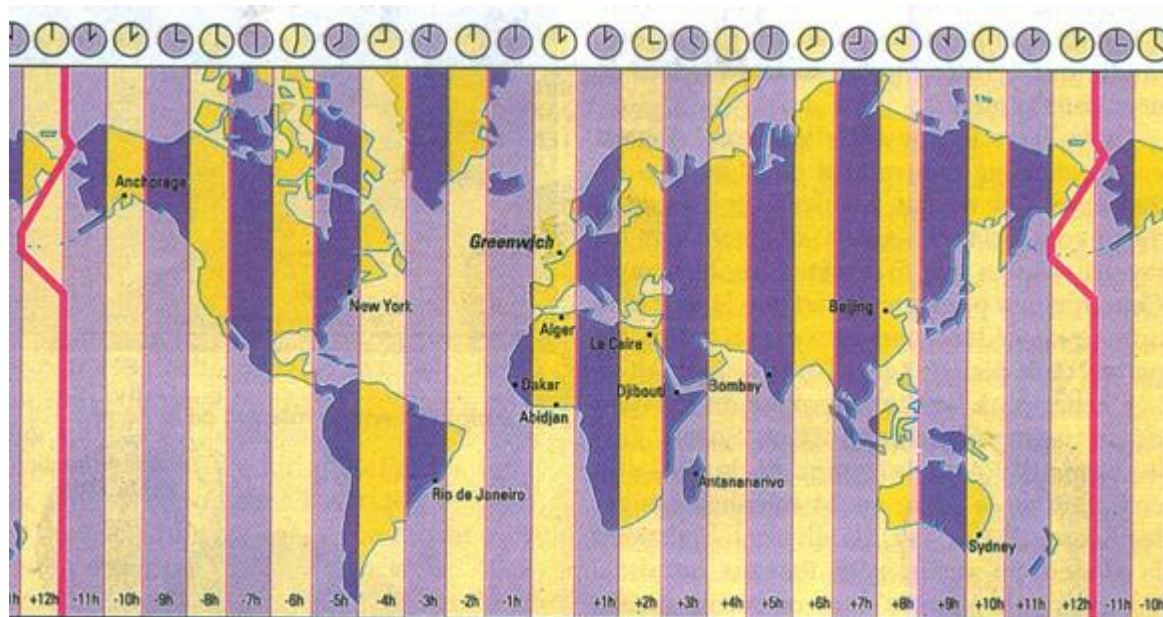 Anchorage
Greenwich
New York
Beijing
Alger
Le Caire
Dakar
Djibouti
Bombay
Abidjan
Antananarivo
Rio de Janeiro
Sydney
+12h -11h -10h -9h -8h -7h -6h -5h -4h -3h -2h -1h +1h +2h +3h +4h +5h +6h +7h +8h +9h +10h +11h +12h -11h -10h